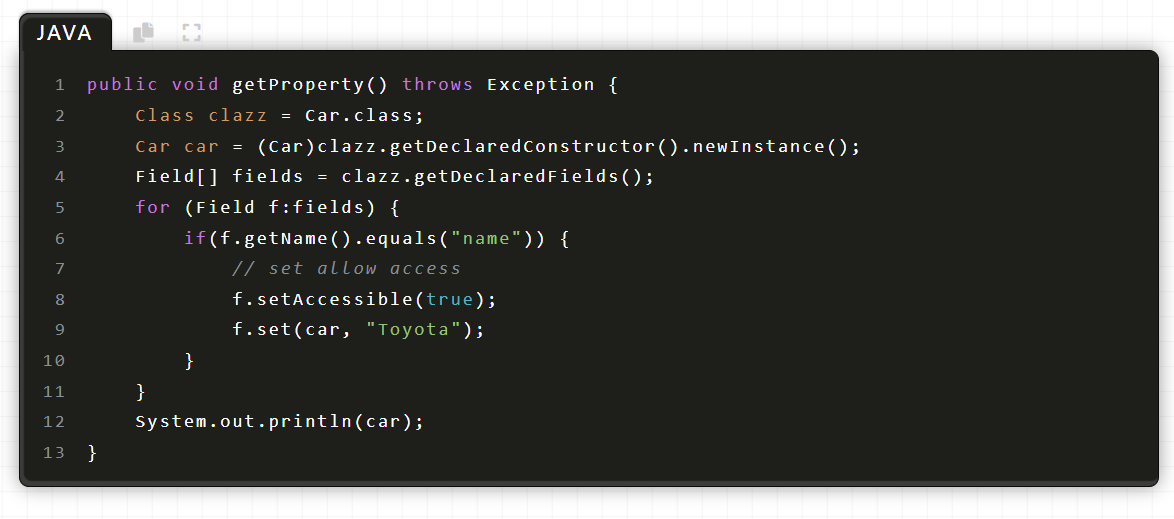 JAVA
1 public void getProperty() throws Exception {
2     Class clazz = Car.class;
3     Car car = (Car)clazz.getDeclaredConstructor().newInstance();
4     Field[] fields = clazz.getDeclaredFields();
5     for (Field f:fields) {
6         if(f.getName().equals("name")) {
7             // set allow access
8             f.setAccessible(true);
9             f.set(car, "Toyota");
10         }
11     }
12     System.out.println(car);
13 }